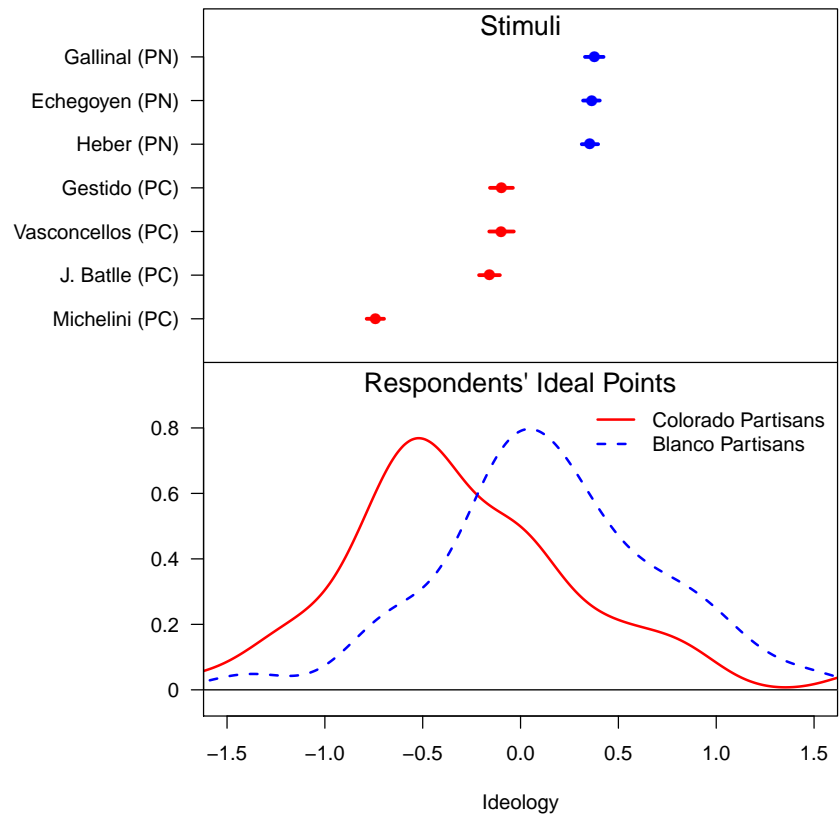 Stimuli
Gallinal (PN)
Echegoyen (PN)
Heber (PN)
Gestido (PC)
Vasconcellos (PC)
J. Batlle (PC)
Michelini (PC)
Respondents' Ideal Points
Colorado Partisans
Blanco Partisans
0.8
0.6
0.4
0.2
0
−1.5 −1.0 −0.5 0.0 0.5 1.0 1.5
Ideology